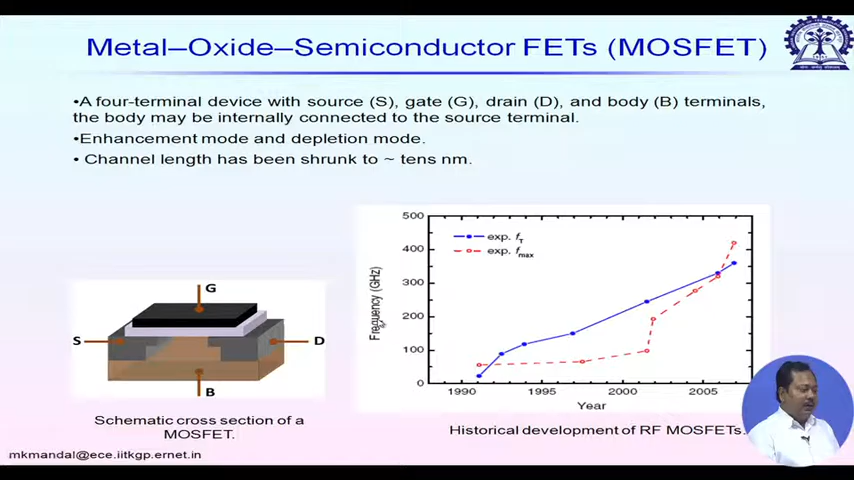 Metal–Oxide–Semiconductor FETs (MOSFET)
•A four-terminal device with source (S), gate (G), drain (D), and body (B) terminals,
the body may be internally connected to the source terminal.
•Enhancement mode and depletion mode.
• Channel length has been shrunk to ~ tens nm.
G
S
D
B
Schematic cross section of a
MOSFET.
500
400
300
200
100
0
Frequency (GHz)
exp. fT
exp. fmax
1990
1995
2000
2005
Year
Historical development of RF MOSFETs.
mkmandal@ece.iitkgp.ernet.in